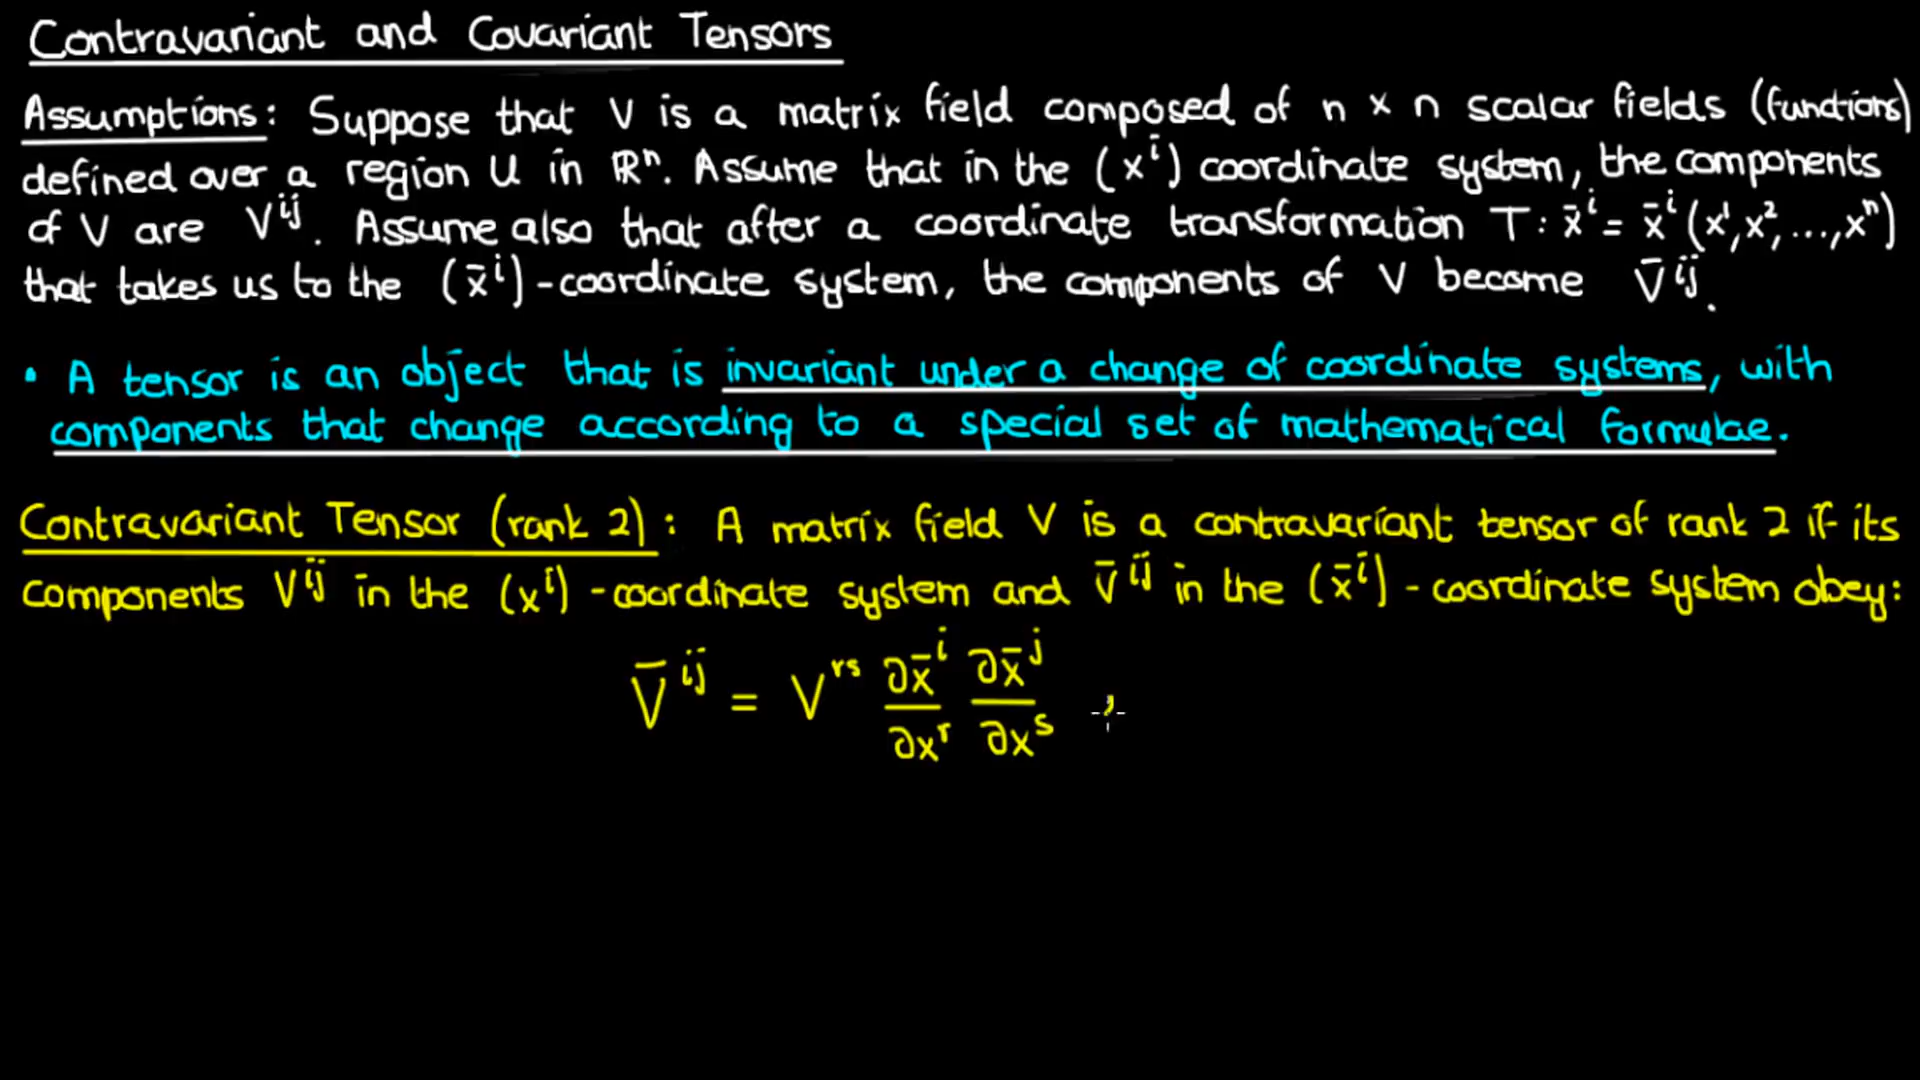 Contravariant and Covariant Tensors
Assumptions: Suppose that V is a matrix field composed of n x n scalar fields (functions)
defined over a region U in ℝⁿ. Assume that in the (xⁱ) coordinate system, the components
of V are Vⁱʲ. Assume also that after a coordinate transformation T: x̄ⁱ = x̄ⁱ(x¹, x², ..., xⁿ)
that takes us to the (x̄ⁱ)-coordinate system, the components of V become V̄ⁱʲ.
• A tensor is an object that is invariant under a change of coordinate systems, with
components that change according to a special set of mathematical formulae.
Contravariant Tensor (rank 2): A matrix field V is a contravariant tensor of rank 2 if its
components Vⁱʲ in the (xⁱ)-coordinate system and V̄ⁱʲ in the (x̄ⁱ)-coordinate system obey:
V̄ⁱʲ = Vʳˢ ∂x̄ⁱ/∂xʳ ∂x̄ʲ/∂xˢ ,